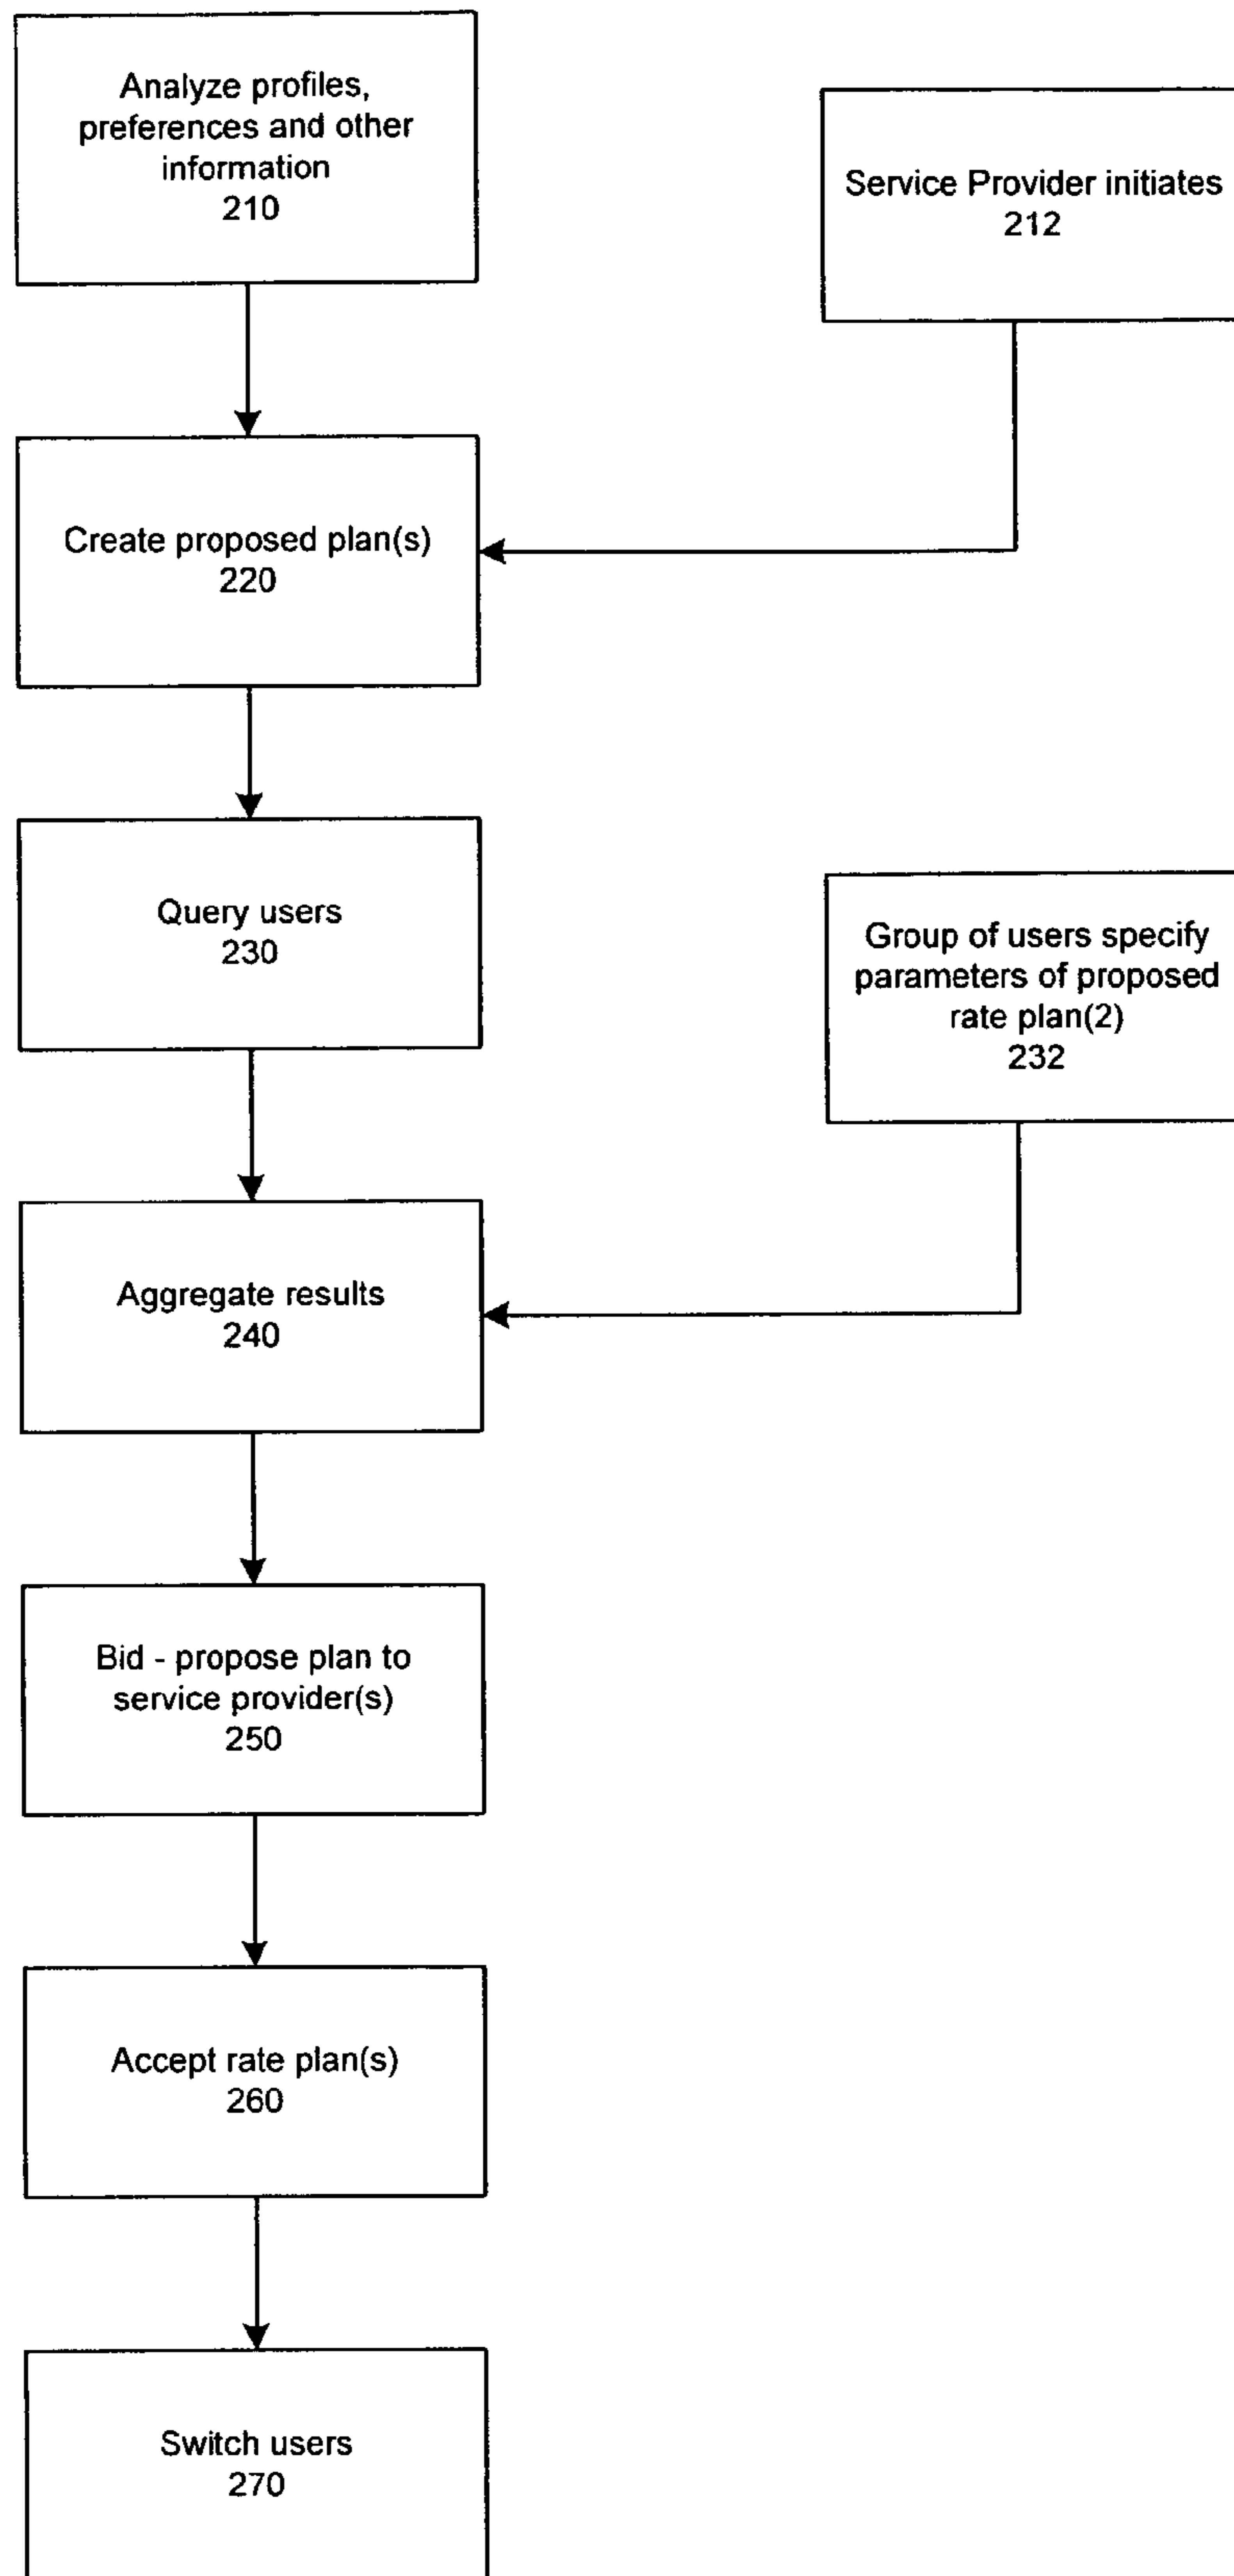 Analyze profiles,
preferences and other
information
210
Service Provider initiates
212
Create proposed plan(s)
220
Query users
230
Group of users specify
parameters of proposed
rate plan(2)
232
Aggregate results
240
Bid - propose plan to
service provider(s)
250
Accept rate plan(s)
260
Switch users
270